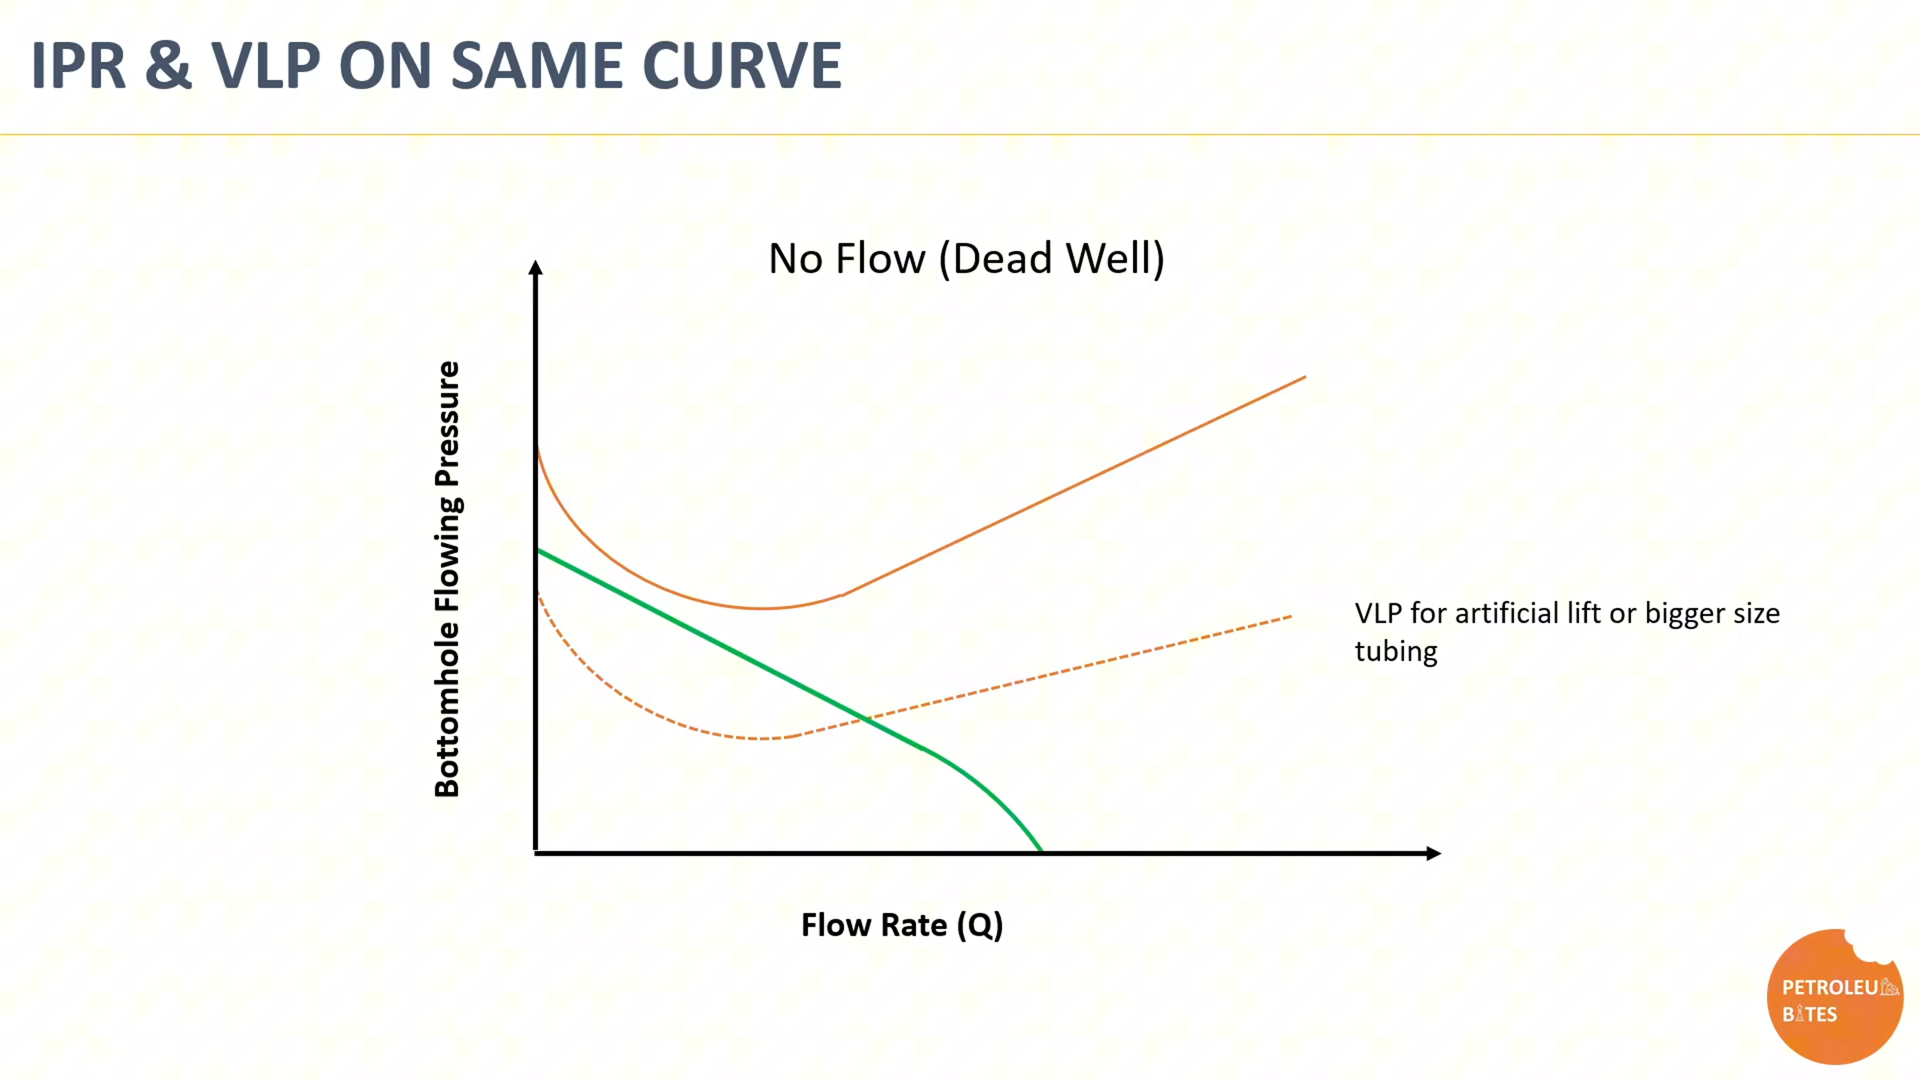 IPR & VLP ON SAME CURVE
No Flow (Dead Well)
Bottomhole Flowing Pressure
VLP for artificial lift or bigger size
tubing
Flow Rate (Q)
PETROLEU
BITES